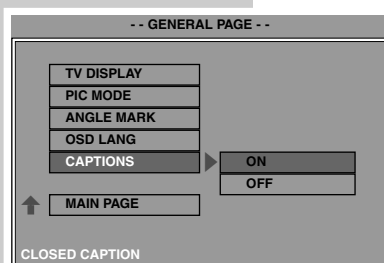 - - GENERAL PAGE - -
TV DISPLAY
PIC MODE
ANGLE MARK
OSD LANG
CAPTIONS ON
OFF
MAIN PAGE
CLOSED CAPTION